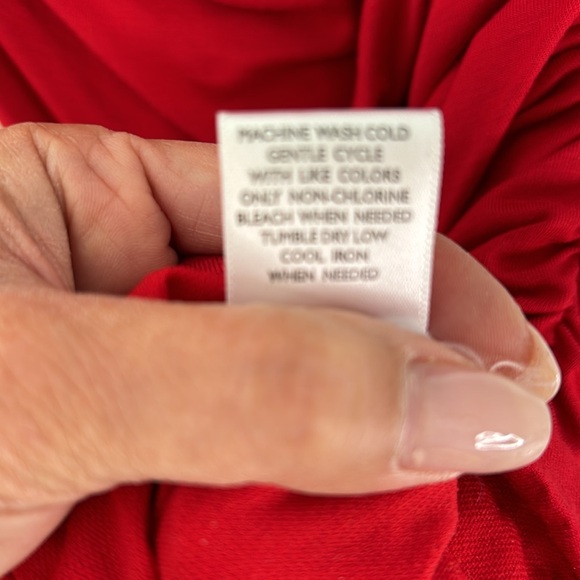 MACHINE WASH COLD
GENTLE CYCLE
WITH LIKE COLORS
ONLY NON-CHLORINE
BLEACH WHEN NEEDED
TUMBLE DRY LOW
COOL IRON
WHEN NEEDED